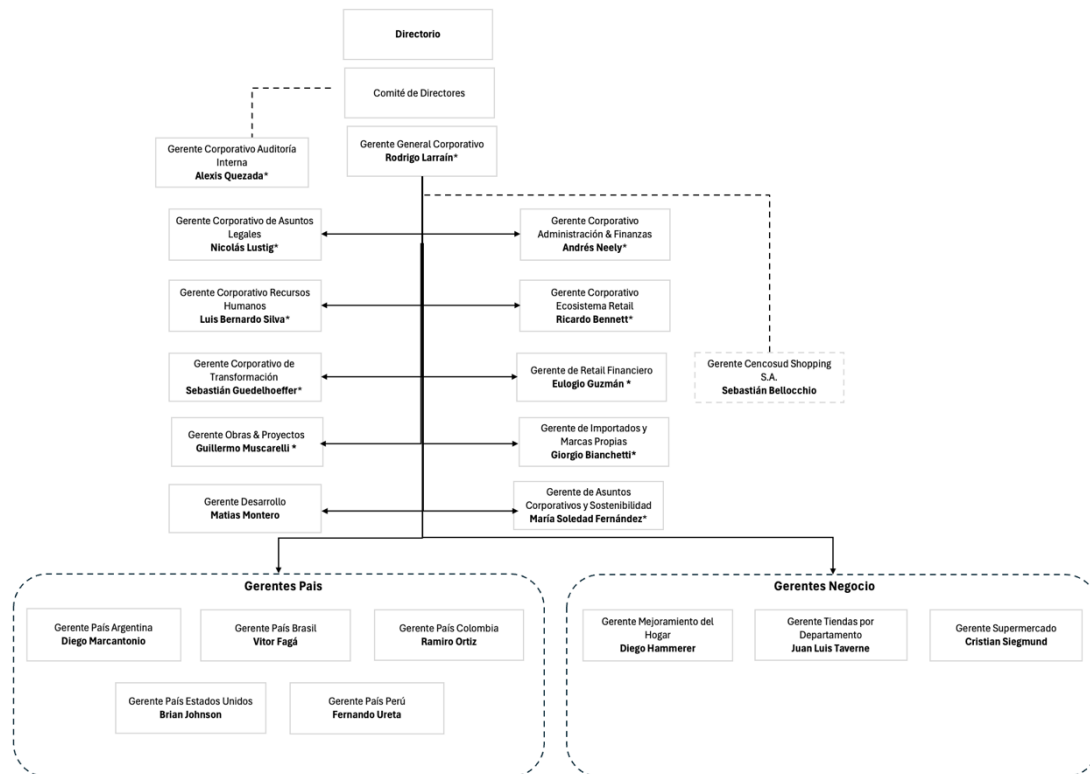 Directorio
Comité de Directores
Gerente Corporativo Auditoría
Interna
Alexis Quezada*
Gerente General Corporativo
Rodrigo Larraín*
Gerente Corporativo de Asuntos
Legales
Nicolás Lustig*
Gerente Corporativo
Administración & Finanzas
Andrés Neely*
Gerente Corporativo Recursos
Humanos
Luis Bernardo Silva*
Gerente Corporativo
Ecosistema Retail
Ricardo Bennett*
Gerente Corporativo de
Transformación
Sebastián Guedelhoeffer*
Gerente de Retail Financiero
Eulogio Guzmán *
Gerente Cencosud Shopping
S.A.
Sebastián Bellocchio
Gerente Obras & Proyectos
Guillermo Muscarelli *
Gerente de Importados y
Marcas Propias
Giorgio Bianchetti*
Gerente Desarrollo
Matias Montero
Gerente de Asuntos
Corporativos y Sostenibilidad
María Soledad Fernández*
Gerentes Pais
Gerente País Argentina
Diego Marcantonio
Gerente País Brasil
Vitor Fagá
Gerente País Colombia
Ramiro Ortiz
Gerente País Estados Unidos
Brian Johnson
Gerente País Perú
Fernando Ureta
Gerentes Negocio
Gerente Mejoramiento del
Hogar
Diego Hammerer
Gerente Tiendas por
Departamento
Juan Luis Taverne
Gerente Supermercado
Cristian Siegmund